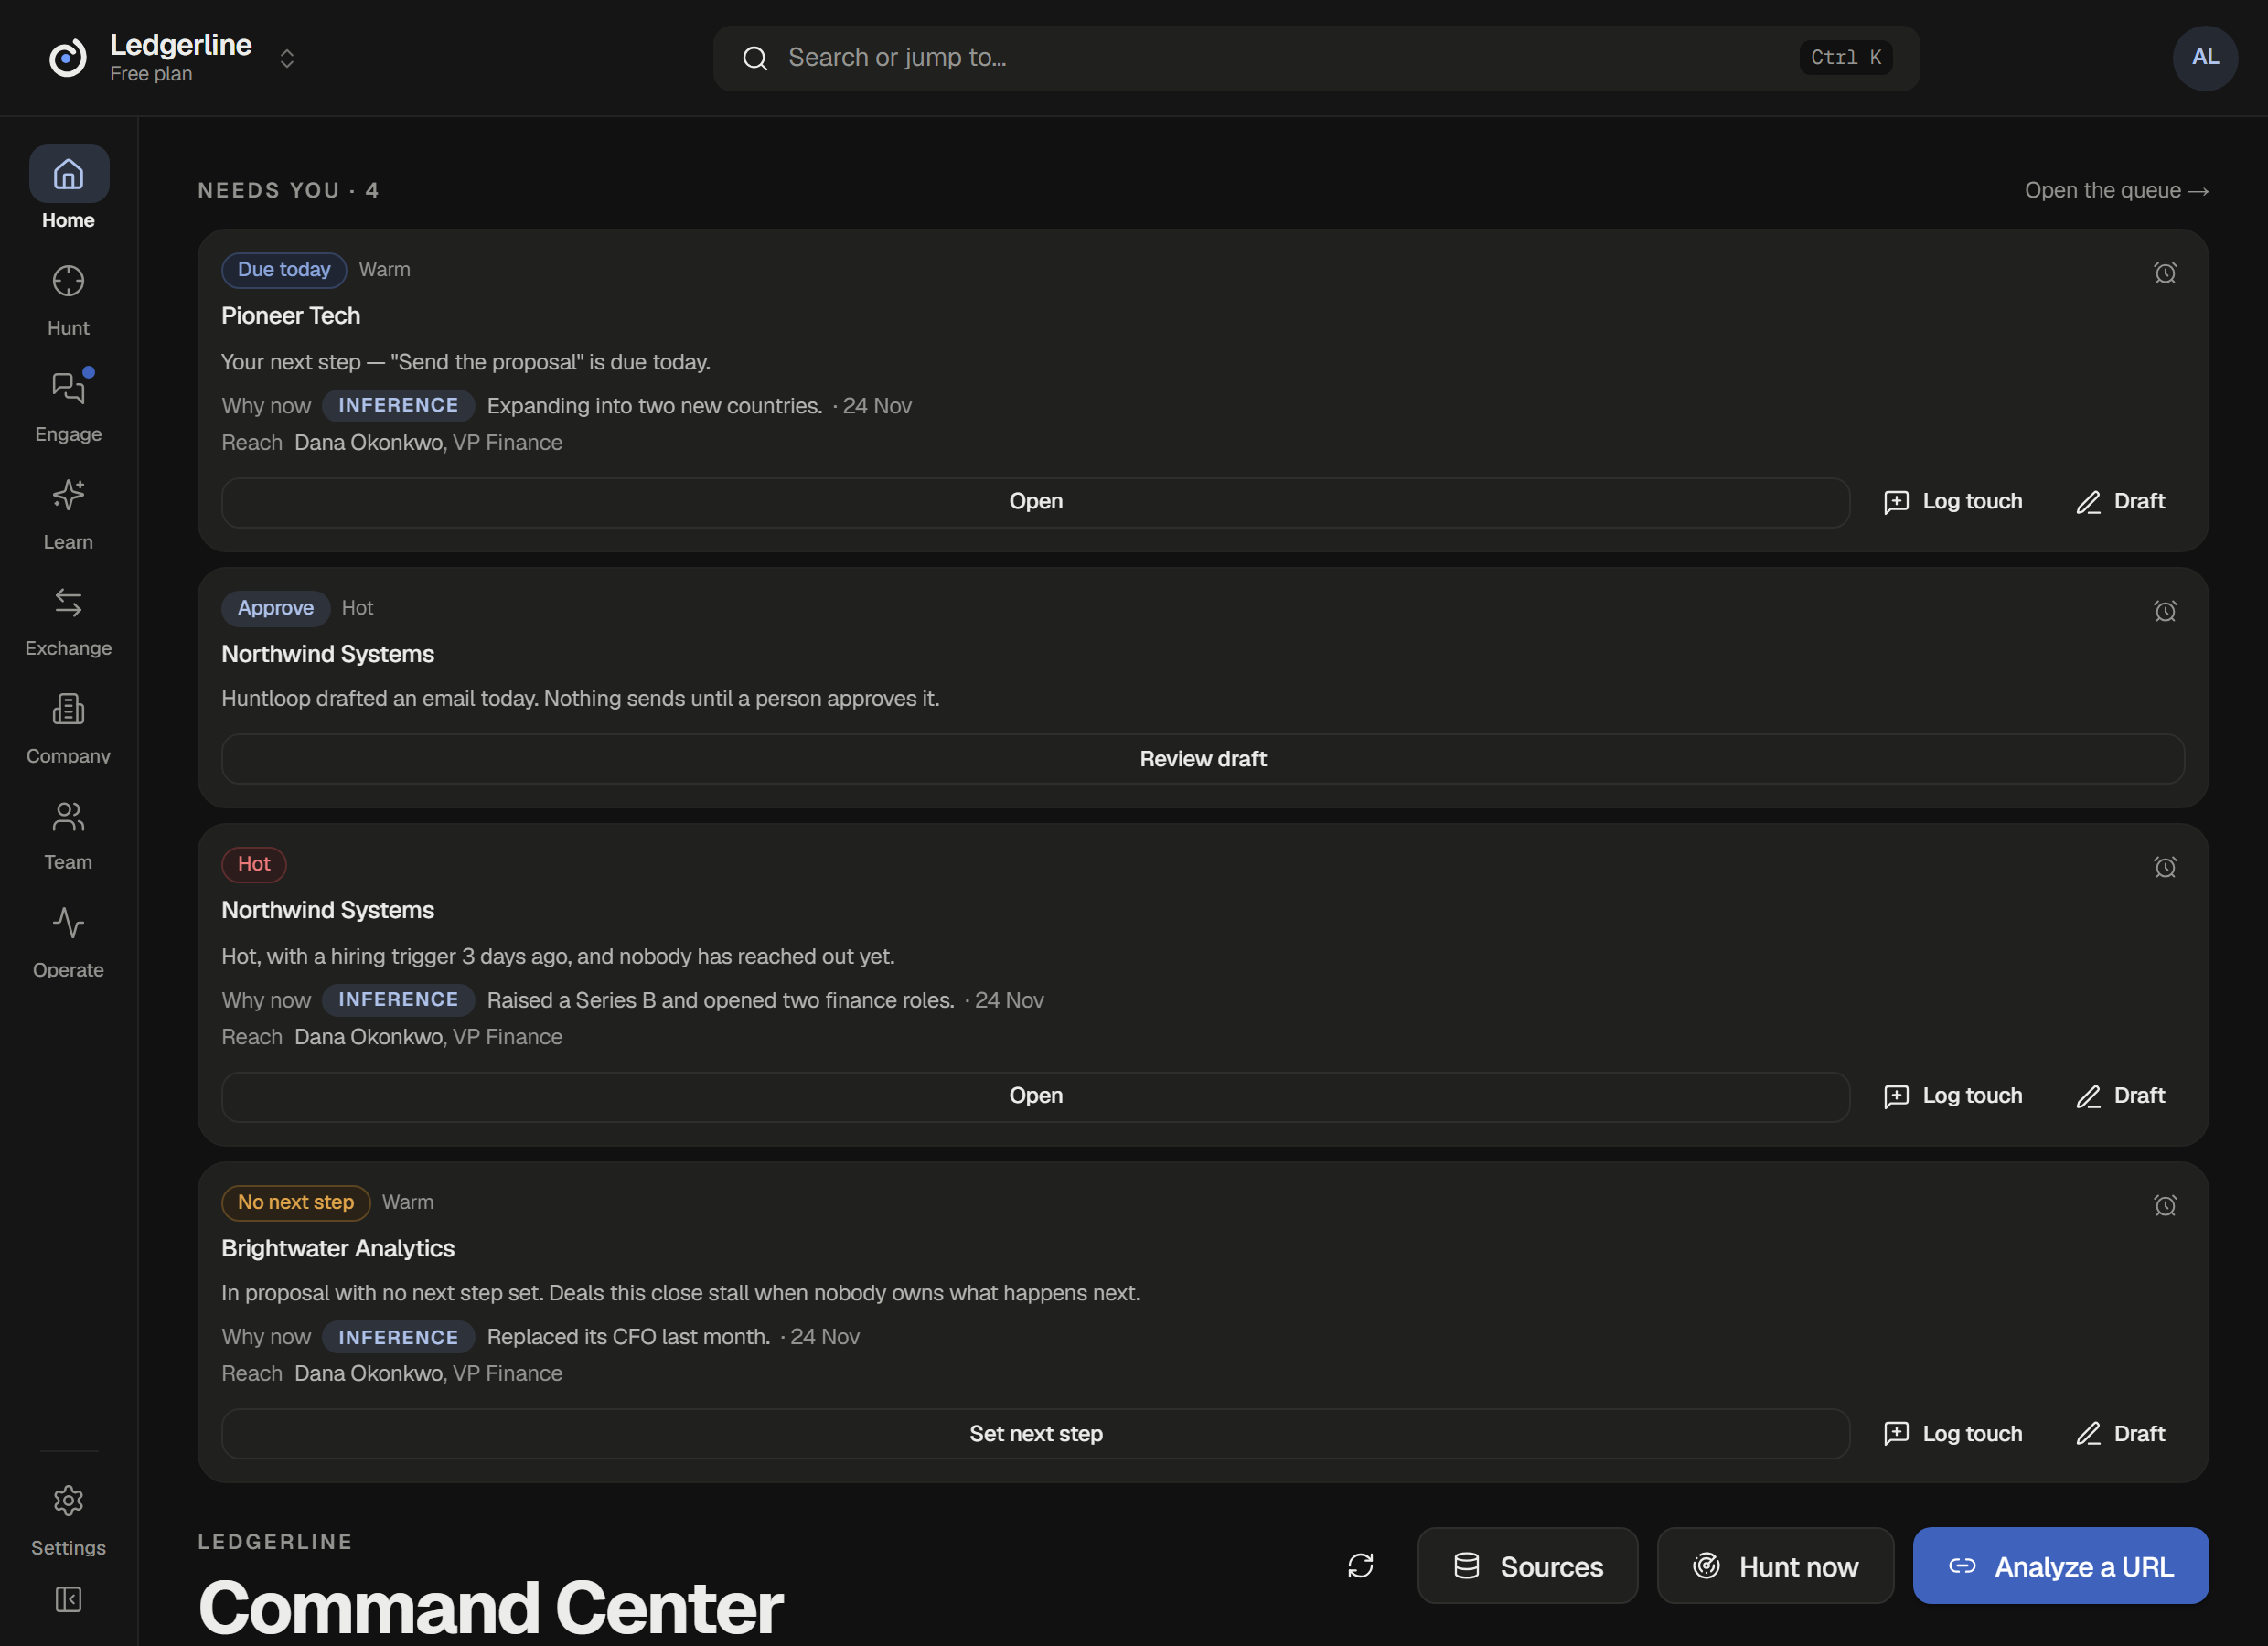 Ledgerline
Free plan
Search or jump to...
Ctrl K
AL
Home
Hunt
Engage
Learn
Exchange
Company
Team
Operate
Settings
NEEDS YOU · 4
Open the queue →
Due today Warm
Pioneer Tech
Your next step — "Send the proposal" is due today.
Why now INFERENCE Expanding into two new countries. · 24 Nov
Reach Dana Okonkwo, VP Finance
Open Log touch Draft
Approve Hot
Northwind Systems
Huntloop drafted an email today. Nothing sends until a person approves it.
Review draft
Hot
Northwind Systems
Hot, with a hiring trigger 3 days ago, and nobody has reached out yet.
Why now INFERENCE Raised a Series B and opened two finance roles. · 24 Nov
Reach Dana Okonkwo, VP Finance
Open Log touch Draft
No next step Warm
Brightwater Analytics
In proposal with no next step set. Deals this close stall when nobody owns what happens next.
Why now INFERENCE Replaced its CFO last month. · 24 Nov
Reach Dana Okonkwo, VP Finance
Set next step Log touch Draft
LEDGERLINE
Command Center
Sources Hunt now Analyze a URL